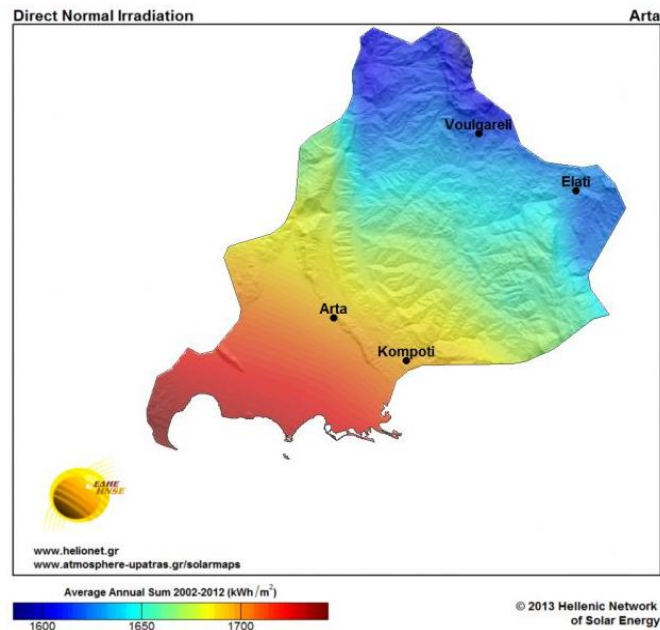 Direct Normal Irradiation
Arta
Voulgareli
Elati
Arta
Kompoti
ΕΔΗΕ
HNSE
www.helionet.gr
www.atmosphere-upatras.gr/solarmaps
Average Annual Sum 2002-2012 (kWh/m²)
1600 1650 1700
© 2013 Hellenic Network
of Solar Energy